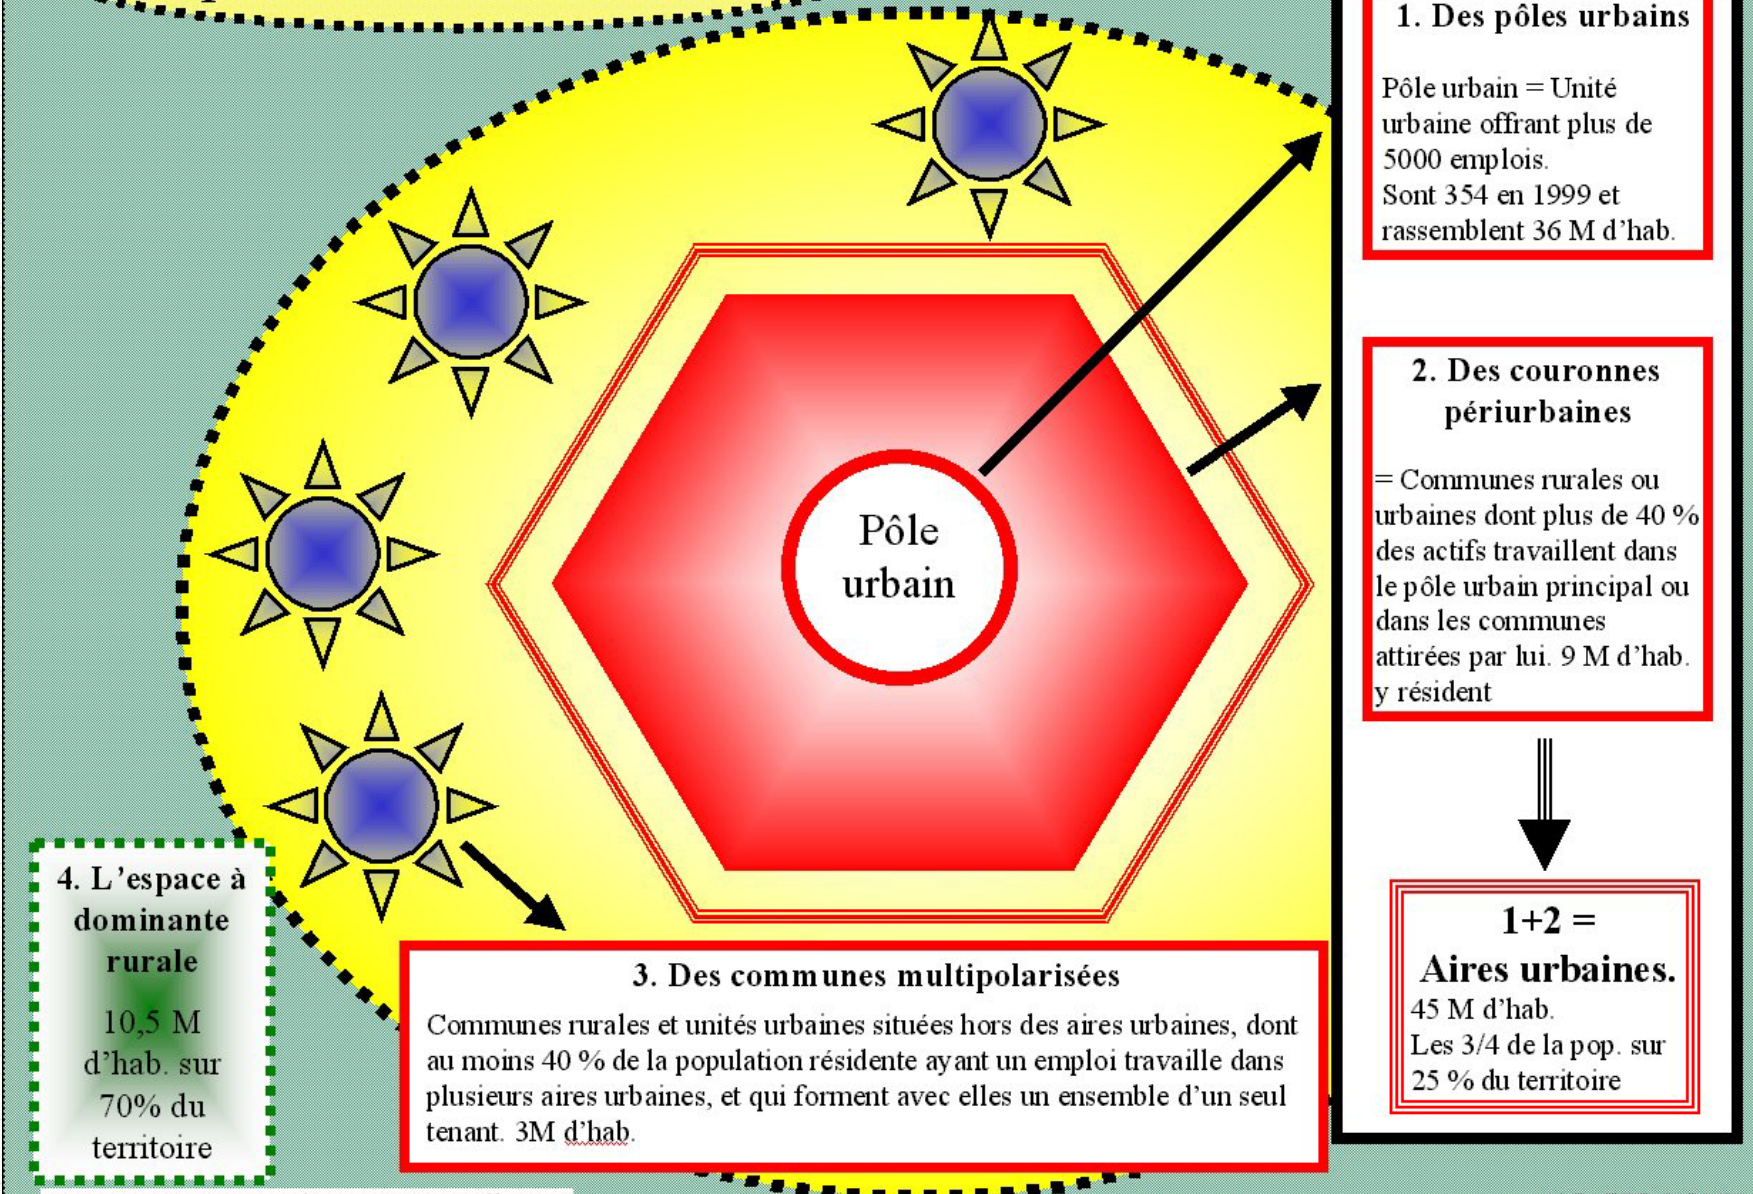 1. Des pôles urbains
Pôle urbain = Unité
urbaine offrant plus de
5000 emplois.
Sont 354 en 1999 et
rassemblent 36 M d’hab.
2. Des couronnes
périurbaines
= Communes rurales ou
urbaines dont plus de 40 %
des actifs travaillent dans
le pôle urbain principal ou
dans les communes
attirées par lui. 9 M d’hab.
y résident
1+2 =
Aires urbaines.
45 M d’hab.
Les 3/4 de la pop. sur
25 % du territoire
Pôle
urbain
3. Des communes multipolarisées
Communes rurales et unités urbaines situées hors des aires urbaines, dont
au moins 40 % de la population résidente ayant un emploi travaille dans
plusieurs aires urbaines, et qui forment avec elles un ensemble d’un seul
tenant. 3M d’hab.
4. L’espace à
dominante
rurale
10,5 M
d’hab. sur
70% du
territoire